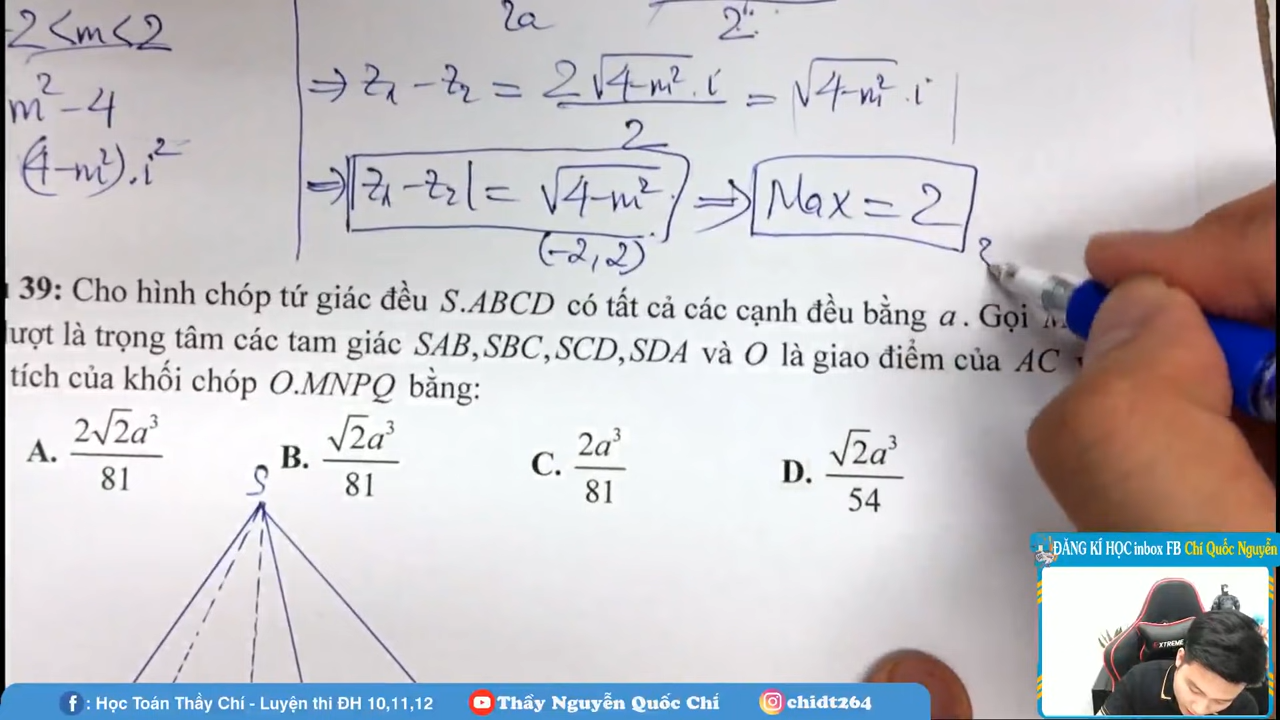 -2<m<2
m² - 4
(4-m²).i²
2a
2
⇒ z₁ - z₂ = 2√(4-m²).i / 2 = √(4-m²).i
⇒ |z₁ - z₂| = √(4-m²) ⇒ Max = 2
(-2,2)
39: Cho hình chóp tứ giác đều S.ABCD có tất cả các cạnh đều bằng a. Gọi
lượt là trọng tâm các tam giác SAB,SBC,SCD,SDA và O là giao điểm của AC
tích của khối chóp O.MNPQ bằng:
A. 2√2a³/81 B. √2a³/81 C. 2a³/81 D. √2a³/54
S
ĐĂNG KÍ HỌC inbox FB Chí Quốc Nguyễn
XTREME
f : Học Toán Thầy Chí - Luyện thi ĐH 10,11,12 Thầy Nguyễn Quốc Chí chidt264